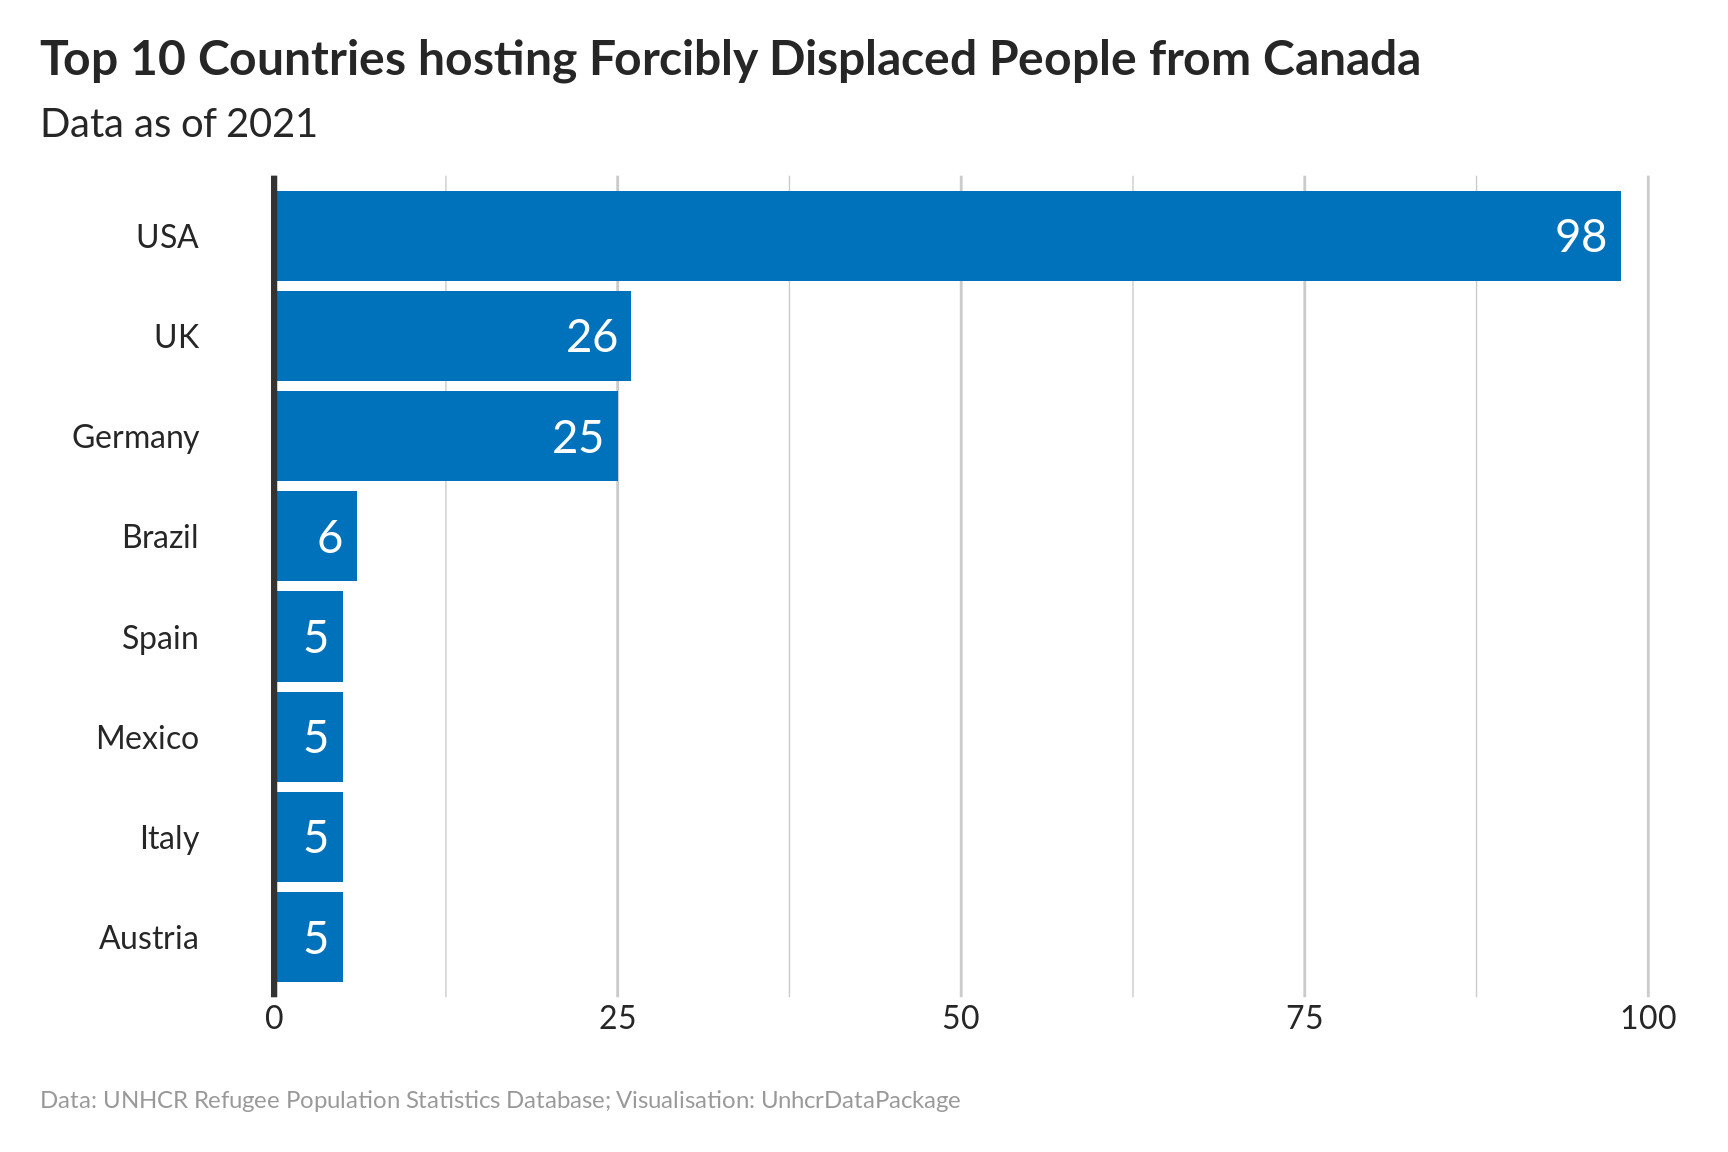 Top 10 Countries hosting Forcibly Displaced People from Canada
Data as of 2021
USA 98
UK 26
Germany 25
Brazil 6
Spain 5
Mexico 5
Italy 5
Austria 5
0 25 50 75 100
Data: UNHCR Refugee Population Statistics Database; Visualisation: UnhcrDataPackage